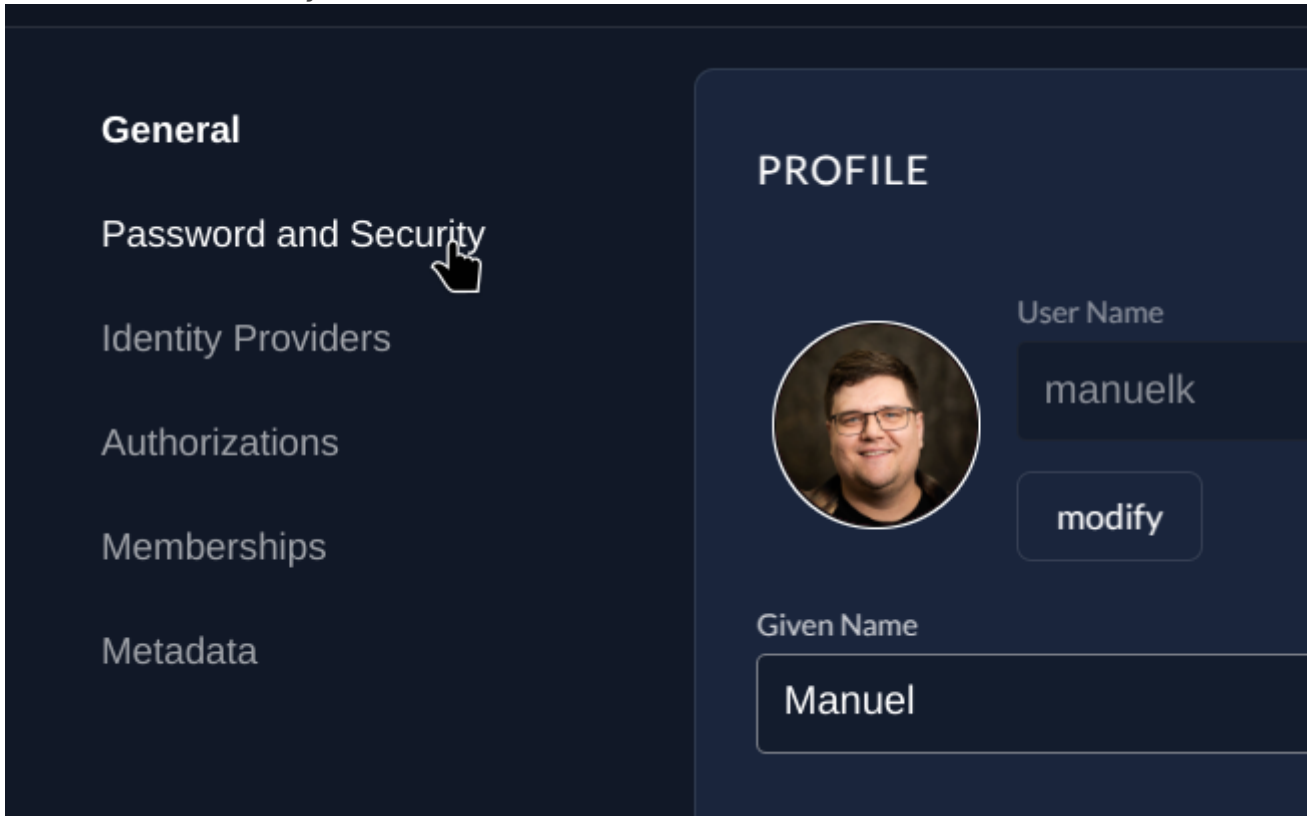 General
Password and Security
Identity Providers
Authorizations
Memberships
Metadata
PROFILE
User Name
manuelk
modify
Given Name
Manuel